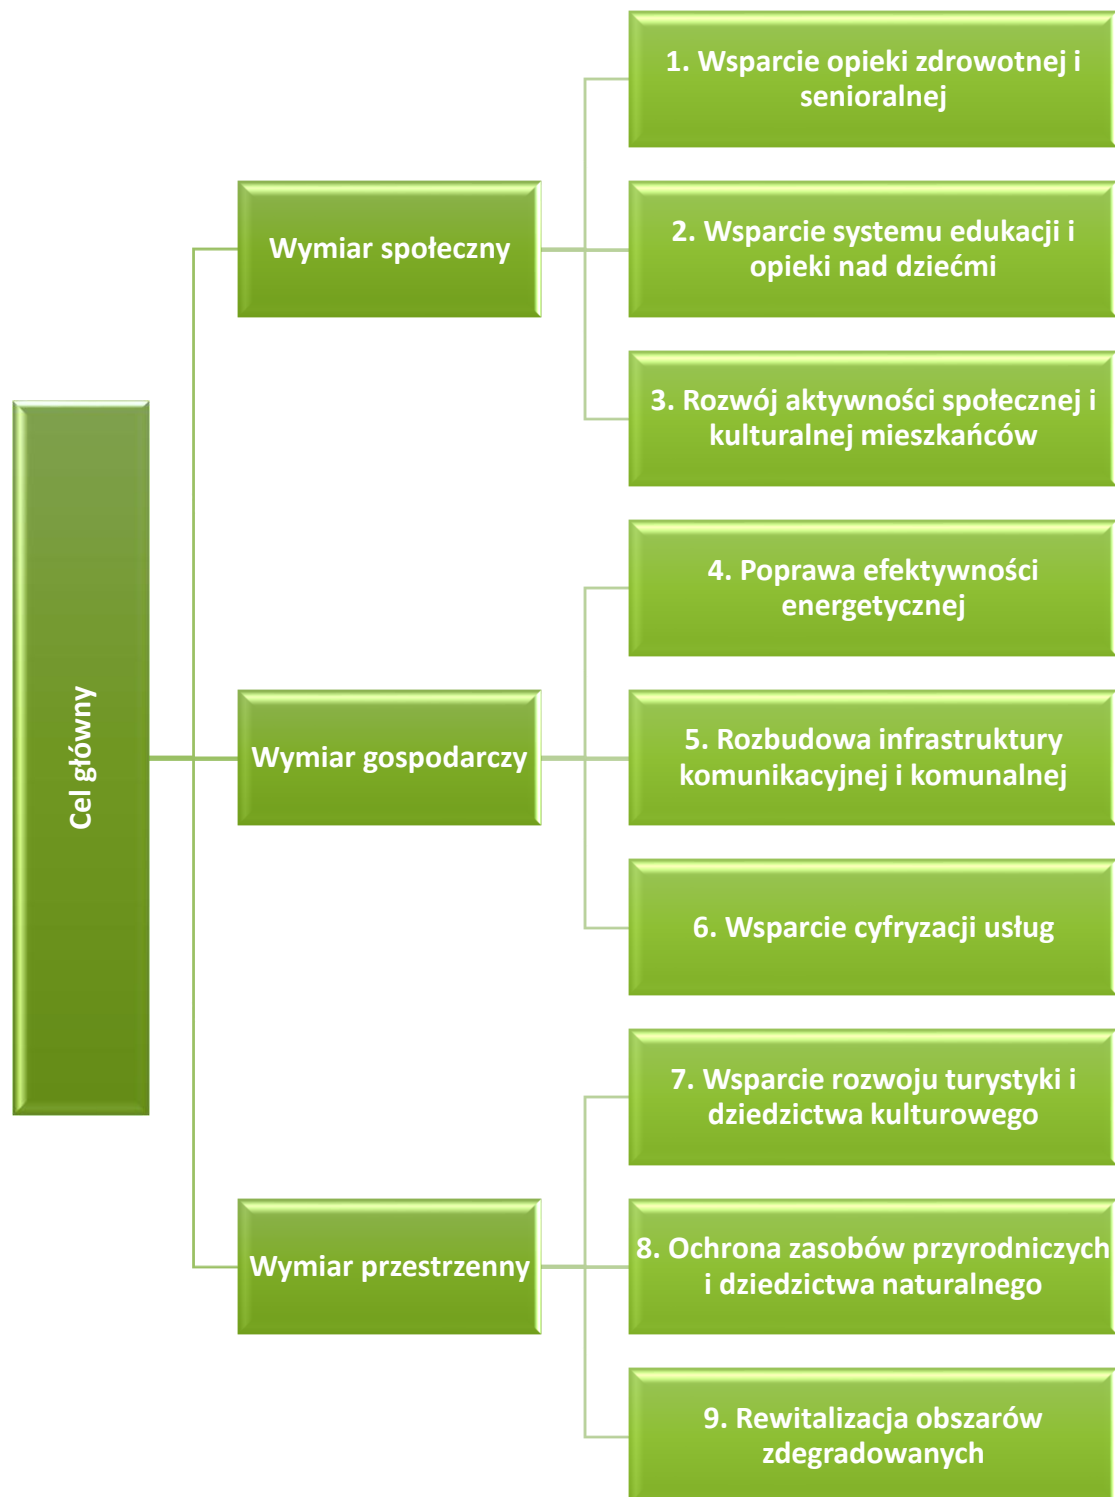 Cel główny
Wymiar społeczny
1. Wsparcie opieki zdrowotnej i
senioralnej
2. Wsparcie systemu edukacji i
opieki nad dziećmi
3. Rozwój aktywności społecznej i
kulturalnej mieszkańców
Wymiar gospodarczy
4. Poprawa efektywności
energetycznej
5. Rozbudowa infrastruktury
komunikacyjnej i komunalnej
6. Wsparcie cyfryzacji usług
Wymiar przestrzenny
7. Wsparcie rozwoju turystyki i
dziedzictwa kulturowego
8. Ochrona zasobów przyrodniczych
i dziedzictwa naturalnego
9. Rewitalizacja obszarów
zdegradowanych